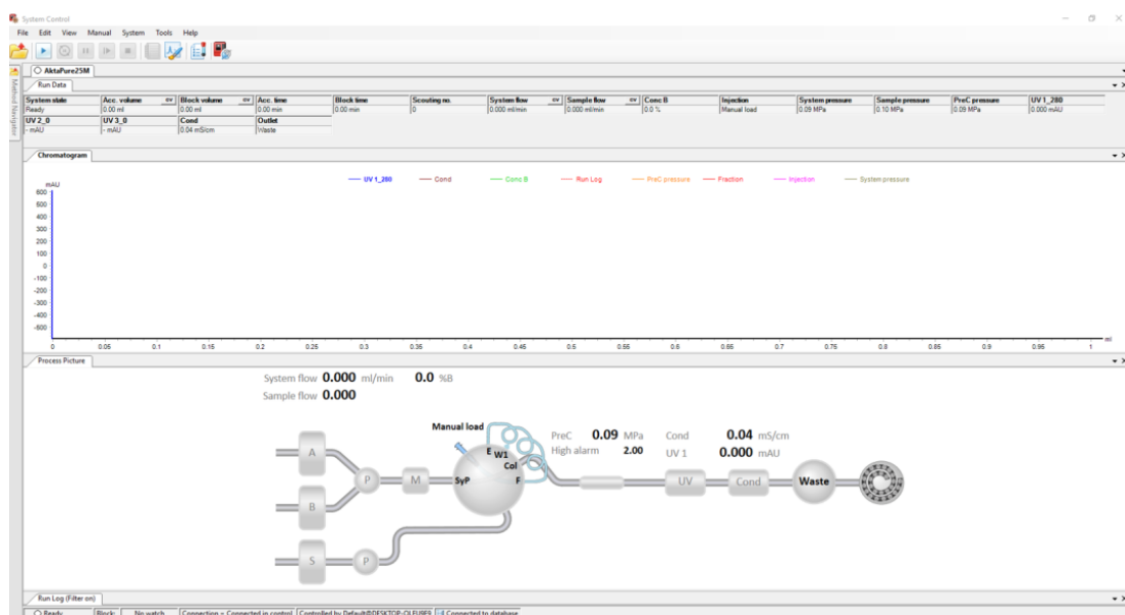 System Control
File Edit View Manual System Tools Help
AktaPure25M
Manual Navigator
Run Data
System state Acc. volume Block volume Acc. time Block time Scouting no. System flow Sample flow Conc B Injection System pressure Sample pressure PreC pressure UV 1_280
Ready 0.00 ml 0.00 ml 0.00 min 0.00 min 0 0.000 ml/min 0.000 ml/min 0.0 % Manual load 0.09 MPa 0.10 MPa 0.09 MPa 0.000 mAU
UV 2_0 UV 3_0 Cond Outlet
- mAU - mAU 0.04 mS/cm Waste
Chromatogram
UV 1_280 Cond Conc B Run Log PreC pressure Fraction Injection System pressure
mAU
600
500
400
300
200
100
0
-100
-200
-300
-400
-500
0 0.05 0.1 0.15 0.2 0.25 0.3 0.35 0.4 0.45 0.5 0.55 0.6 0.65 0.7 0.75 0.8 0.85 0.9 0.95 1 ml
Process Picture
System flow 0.000 ml/min 0.0 %B
Sample flow 0.000
Manual load
PreC 0.09 MPa Cond 0.04 mS/cm
High alarm 2.00 UV 1 0.000 mAU
E W1
Col
A
P M SyP F UV Cond Waste
B
S P
Run Log (Filter on)
Ready Block: No watch Connection = Connected in control Controlled by Default@DESKTOP- Connected to database